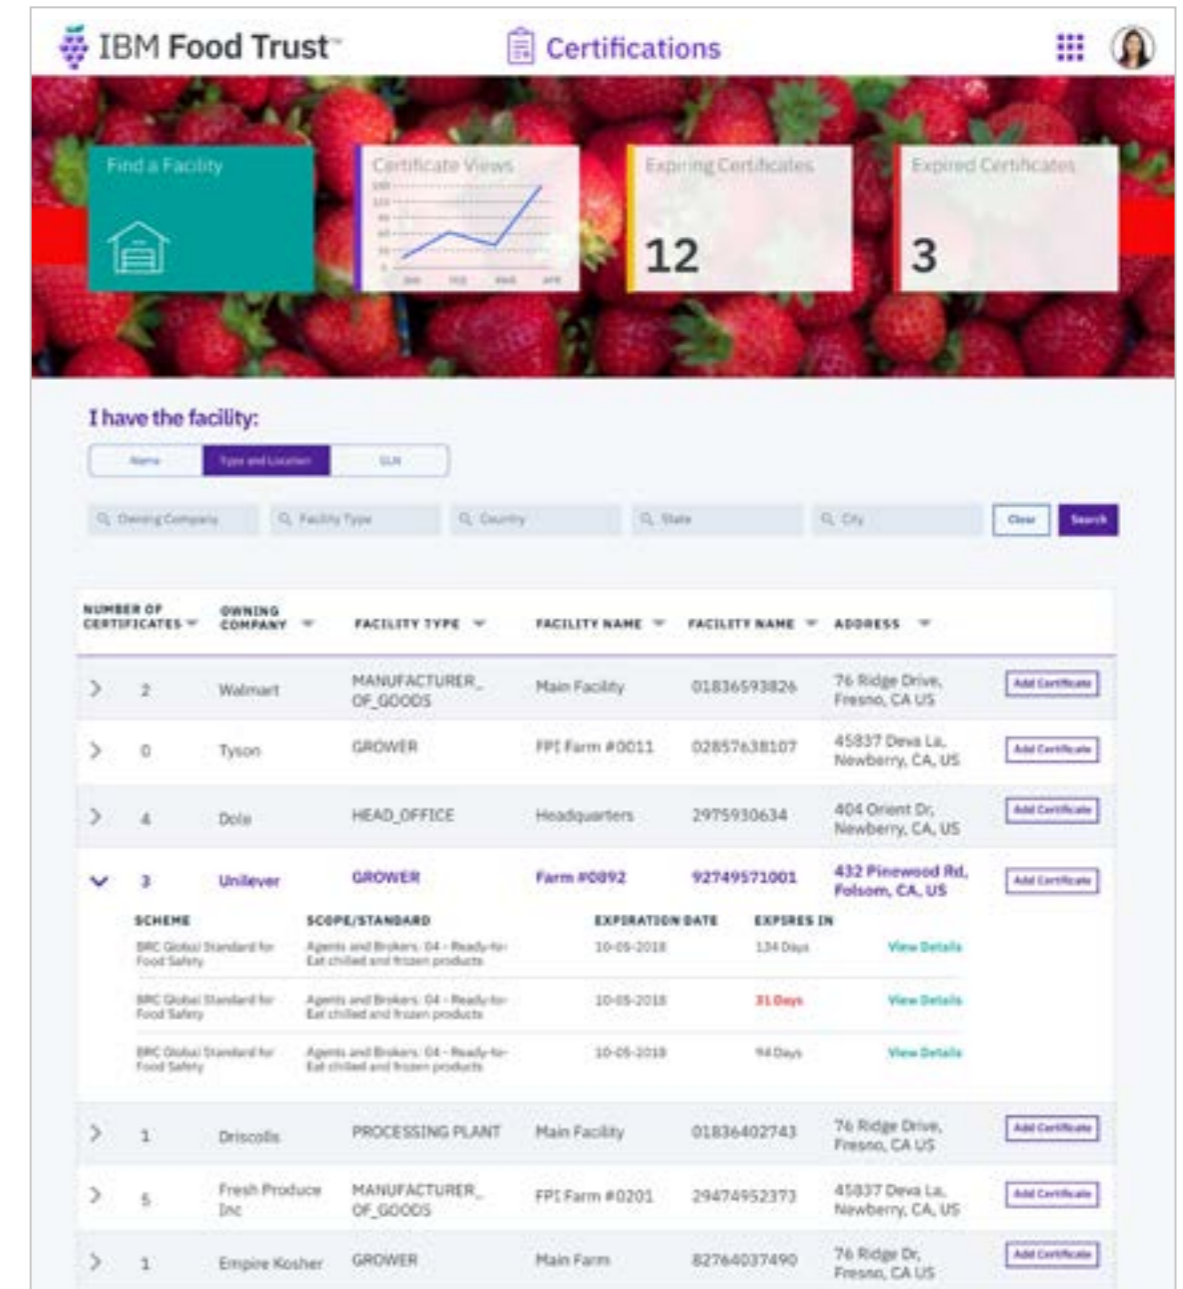 IBM Food Trust™
Certifications
Find a Facility
Certificate Views
Expiring Certificates
12
Expired Certificates
3
JAN FEB MAR APR
I have the facility:
Name
Type and Location
GLN
Owning Company
Facility Type
Country
State
City
Clear
Search
NUMBER OF CERTIFICATES
OWNING COMPANY
FACILITY TYPE
FACILITY NAME
FACILITY NAME
ADDRESS
2 Walmart MANUFACTURER_ Main Facility 01836593826 76 Ridge Drive, Add Certificate
OF_GOODS Fresno, CA US
0 Tyson GROWER FPI Farm #0011 02857638107 45837 Deva La, Add Certificate
Newberry, CA, US
4 Dole HEAD_OFFICE Headquarters 2975930634 404 Orient Dr, Add Certificate
Newberry, CA, US
3 Unilever GROWER Farm #0892 92749571001 432 Pinewood Rd, Add Certificate
Folsom, CA, US
SCHEME SCOPE/STANDARD EXPIRATION DATE EXPIRES IN
BRC Global Standard for Agents and Brokers: 04 - Ready-to- 10-05-2018 134 Days View Details
Food Safety Eat chilled and frozen products
BRC Global Standard for Agents and Brokers: 04 - Ready-to- 10-05-2018 31 Days View Details
Food Safety Eat chilled and frozen products
BRC Global Standard for Agents and Brokers: 04 - Ready-to- 10-05-2018 94 Days View Details
Food Safety Eat chilled and frozen products
1 Driscolls PROCESSING PLANT Main Facility 01836402743 76 Ridge Drive, Add Certificate
Fresno, CA US
5 Fresh Produce MANUFACTURER_ FPI Farm #0201 29474952373 45837 Deva La, Add Certificate
Inc OF_GOODS Newberry, CA, US
1 Empire Kosher GROWER Main Farm 82764037490 76 Ridge Dr, Add Certificate
Fresno, CA US